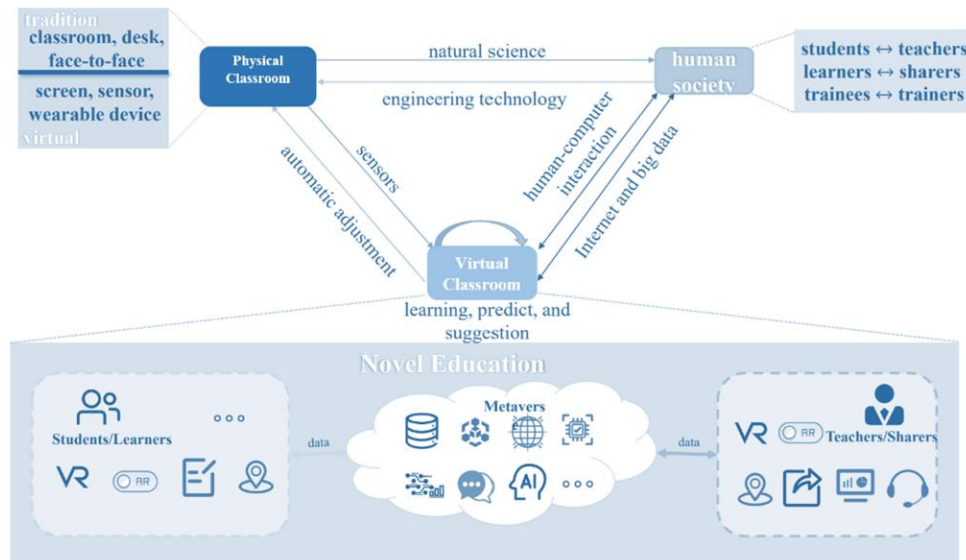 tradition
classroom, desk,
face-to-face
screen, sensor,
wearable device
virtual
Physical
Classroom
natural science
engineering technology
human
society
students ↔ teachers
learners ↔ sharers
trainees ↔ trainers
sensors
automatic adjustment
human-computer
interaction
Internet and big data
Virtual
Classroom
learning, predict, and
suggestion
Novel Education
Students/Learners
VR
AR
data
Metavers
AI
data
VR
AR
Teachers/Sharers